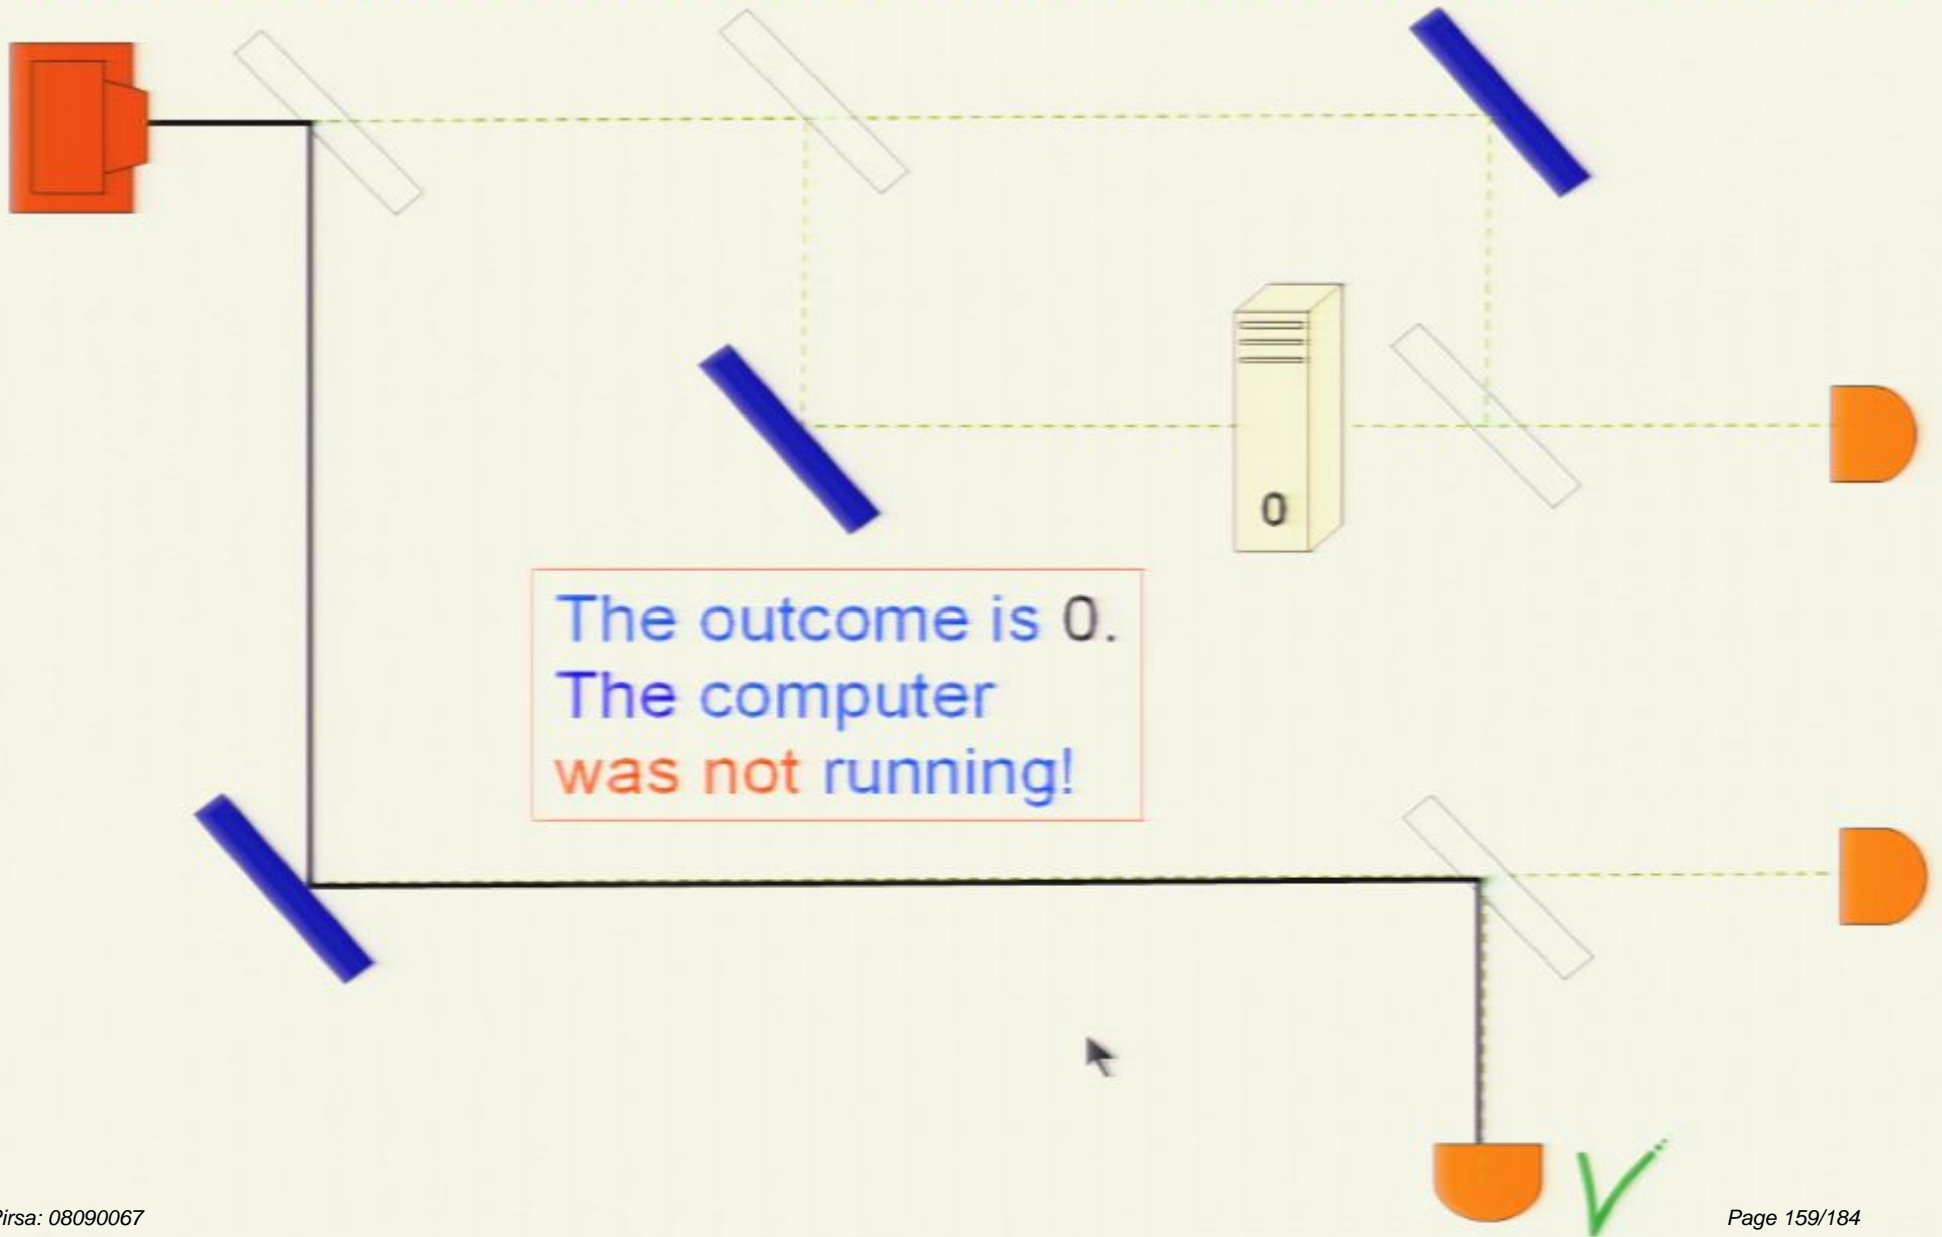 0
The outcome is 0.
The computer
was not running!
Pirsa: 08090067
Page 159/184